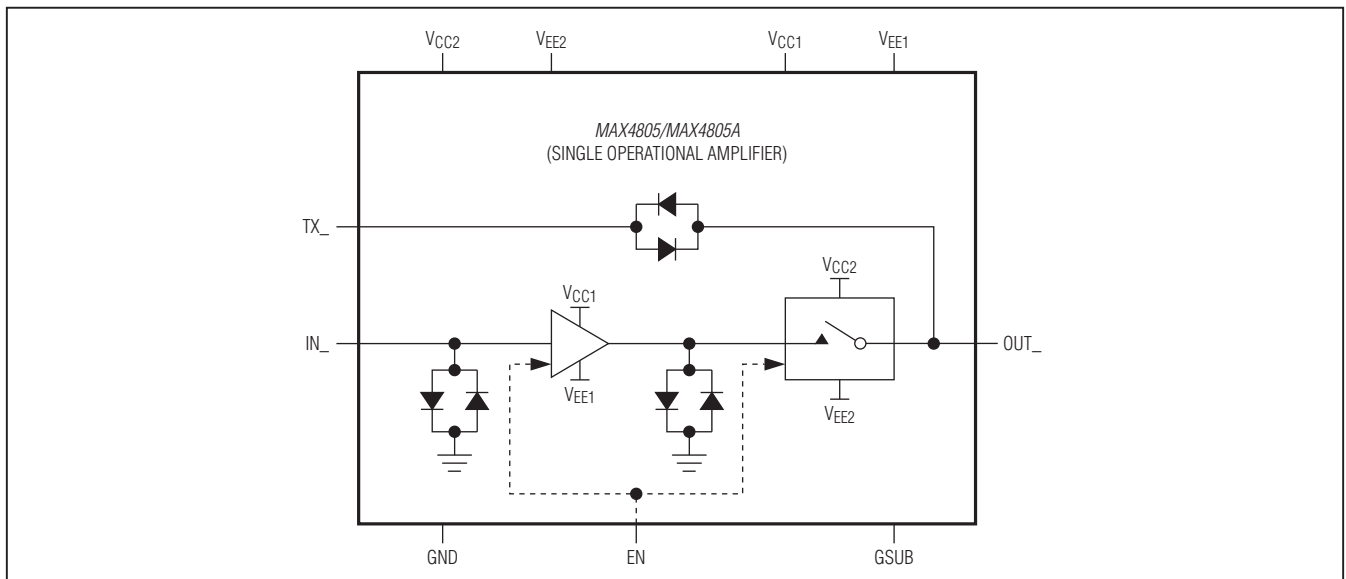 VCC2 VEE2 VCC1 VEE1
MAX4805/MAX4805A
(SINGLE OPERATIONAL AMPLIFIER)
TX_
VCC2
VCC1
IN_ OUT_
VEE1
VEE2
GND EN GSUB